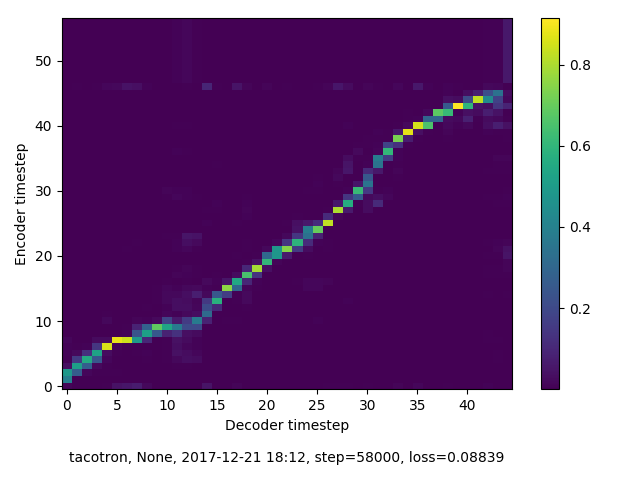 50
40
30
20
10
0
Encoder timestep
0 5 10 15 20 25 30 35 40
Decoder timestep
0.8
0.6
0.4
0.2
tacotron, None, 2017-12-21 18:12, step=58000, loss=0.08839